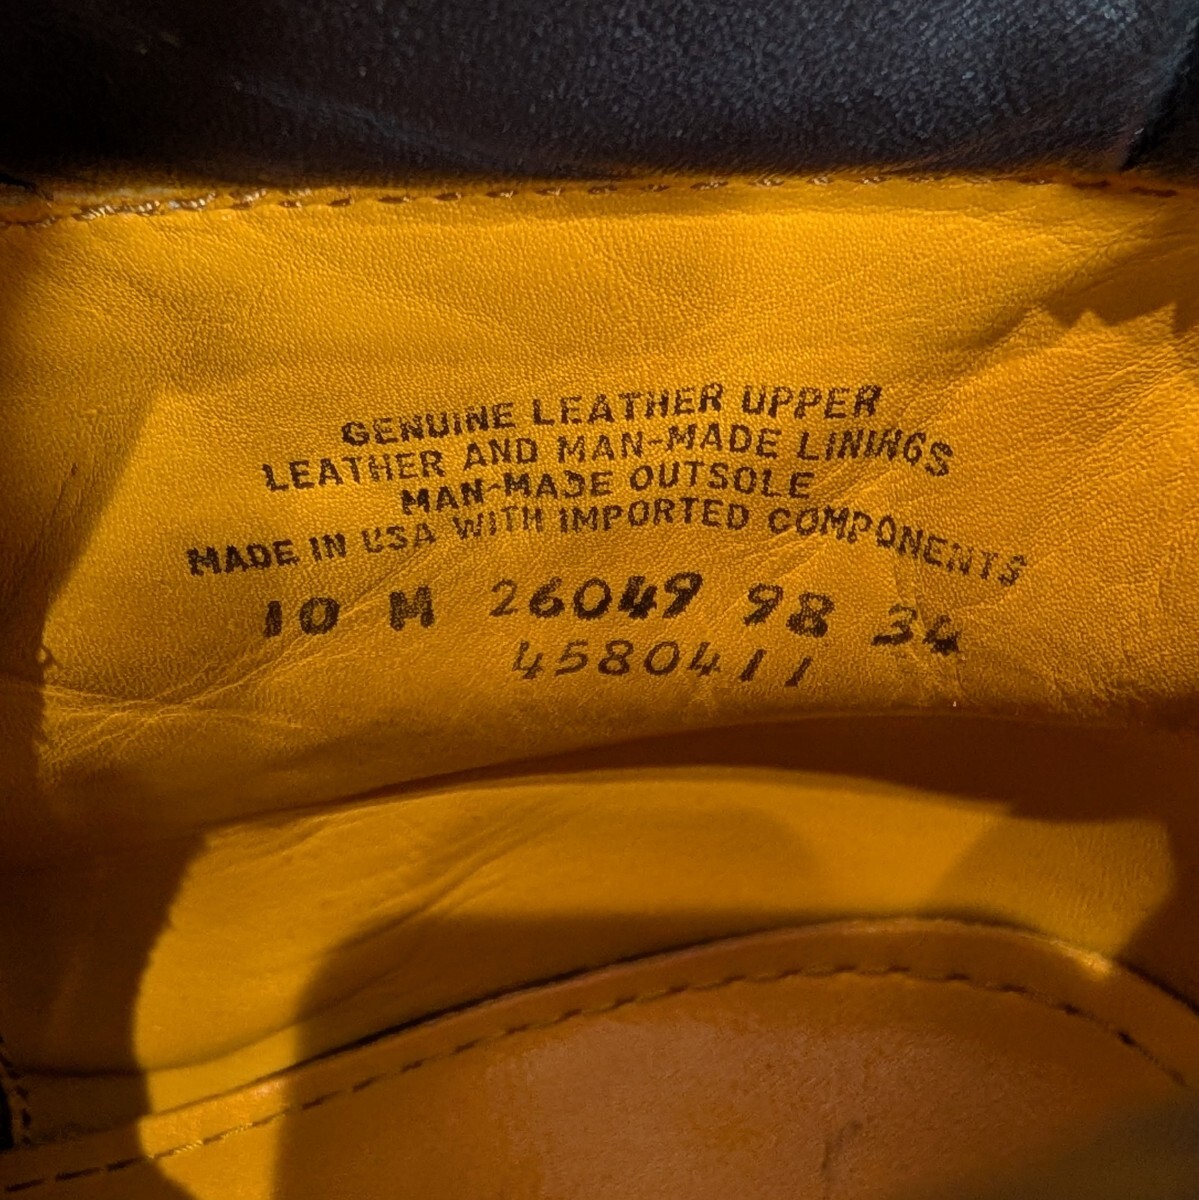 GENUINE LEATHER UPPER
LEATHER AND MAN-MADE LININGS
MAN-MADE OUTSOLE
MADE IN USA WITH IMPORTED COMPONENTS
10 M 26049 98 34
4580411